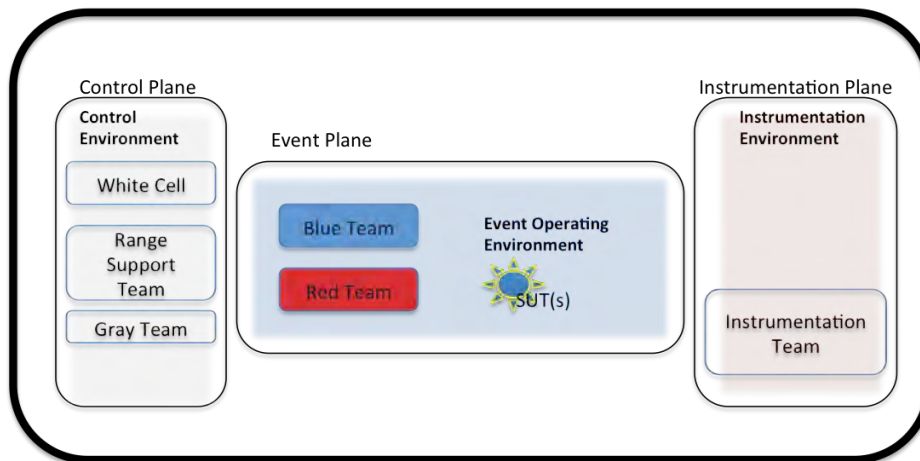 Control Plane
Control
Environment
White Cell
Range
Support
Team
Gray Team
Event Plane
Blue Team
Red Team
Event Operating
Environment
SUT(s)
Instrumentation Plane
Instrumentation
Environment
Instrumentation
Team